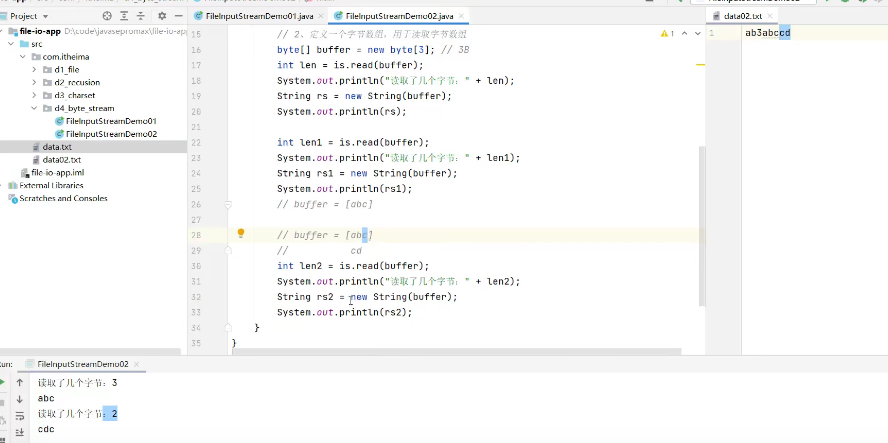 Project
FileInputStreamDemo01.java
FileInputStreamDemo02.java
data02.txt
file-io-app D:\code\javasepromax\file-io-app
src
com.itheima
d1_file
d2_recusion
d3_charset
d4_byte_stream
FileInputStreamDemo01
FileInputStreamDemo02
data.txt
data02.txt
file-io-app.iml
External Libraries
Scratches and Consoles
15 // 2、定义一个字节数组，用于读取字节数组
16 byte[] buffer = new byte[3]; // 3B
17 int len = is.read(buffer);
18 System.out.println("读取了几个字节：" + len);
19 String rs = new String(buffer);
20 System.out.println(rs);
21
22 int len1 = is.read(buffer);
23 System.out.println("读取了几个字节：" + len1);
24 String rs1 = new String(buffer);
25 System.out.println(rs1);
26 // buffer = [abc]
27
28 // buffer = [abc]
29 // cd
30 int len2 = is.read(buffer);
31 System.out.println("读取了几个字节：" + len2);
32 String rs2 = new String(buffer);
33 System.out.println(rs2);
34 }
35 }
1
1 ab3abccd
un: FileInputStreamDemo02
读取了几个字节：3
abc
读取了几个字节：2
cdc